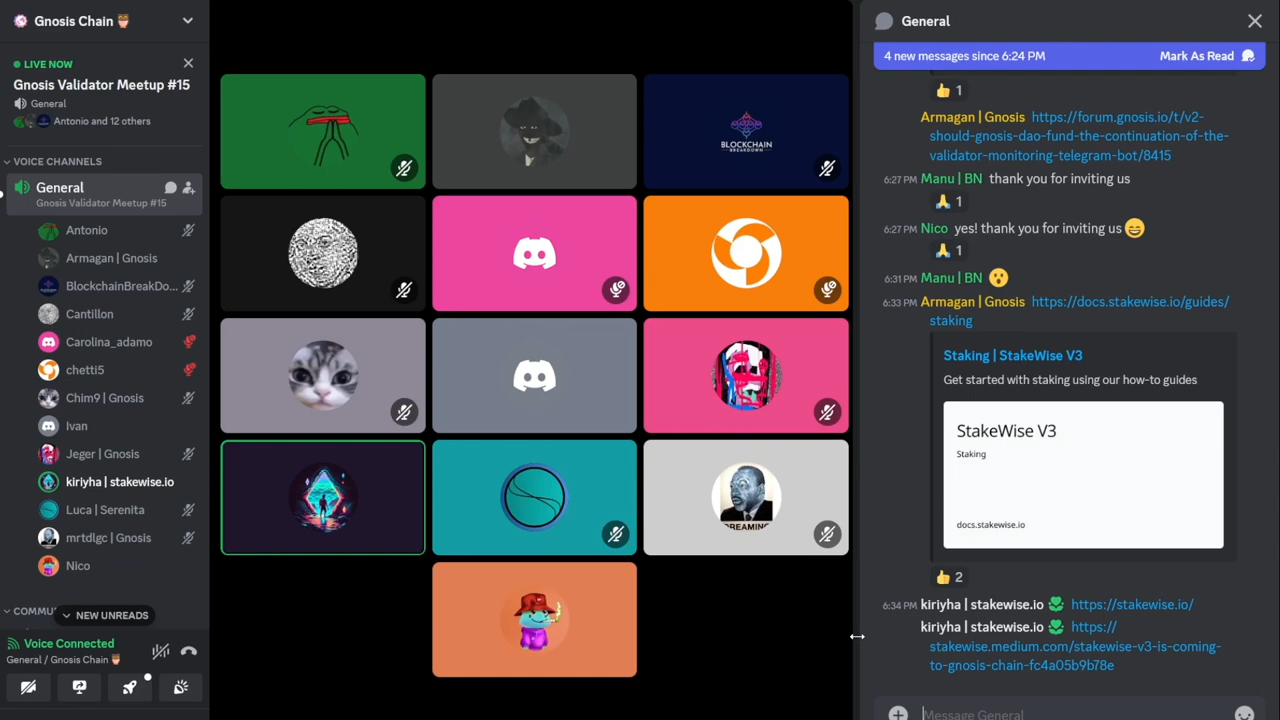 Gnosis Chain
LIVE NOW
Gnosis Validator Meetup #15
General
Antonio and 12 others
VOICE CHANNELS
General
Gnosis Validator Meetup #15
Antonio
Armagan | Gnosis
BlockchainBreakDo...
Cantillon
Carolina_adamo
chetti5
Chim9 | Gnosis
Ivan
Jeger | Gnosis
kiriyha | stakewise.io
Luca | Serenita
mrtdlgc | Gnosis
Nico
COMMU
NEW UNREADS
Voice Connected
General / Gnosis Chain
BLOCKCHAIN
BREAKDOWN
DREAMING
General
4 new messages since 6:24 PM Mark As Read
1
Armagan | Gnosis https://forum.gnosis.io/t/v2-
should-gnosis-dao-fund-the-continuation-of-the-
validator-monitoring-telegram-bot/8415
6:27 PM Manu | BN thank you for inviting us
1
6:27 PM Nico yes! thank you for inviting us 😄
1
6:31 PM Manu | BN 😮
6:33 PM Armagan | Gnosis https://docs.stakewise.io/guides/
staking
Staking | StakeWise V3
Get started with staking using our how-to guides
StakeWise V3
Staking
docs.stakewise.io
2
6:34 PM kiriyha | stakewise.io https://stakewise.io/
kiriyha | stakewise.io https://
stakewise.medium.com/stakewise-v3-is-coming-
to-gnosis-chain-fc4a05b9b78e
Message General